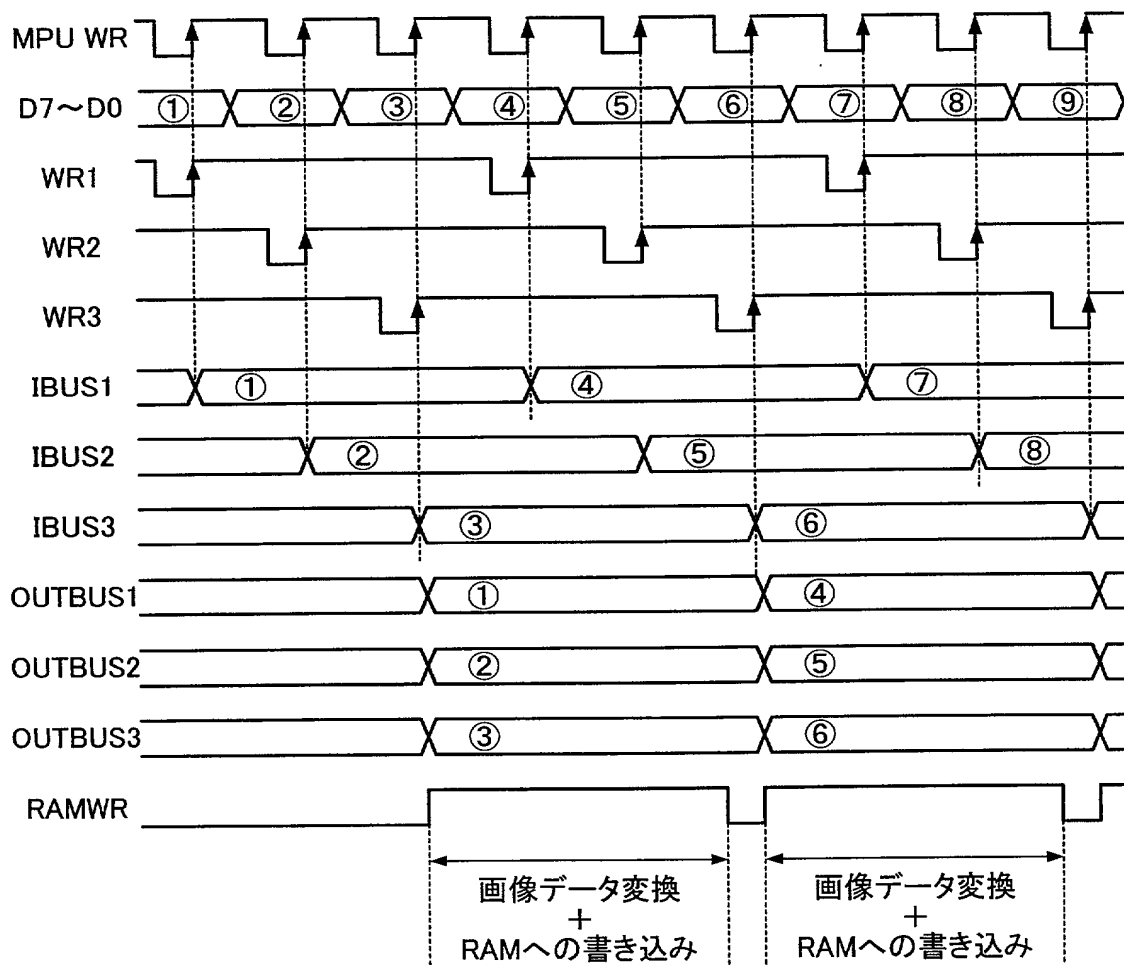 MPU WR
D7～D0 ① ② ③ ④ ⑤ ⑥ ⑦ ⑧ ⑨
WR1
WR2
WR3
IBUS1 ① ④ ⑦
IBUS2 ② ⑤ ⑧
IBUS3 ③ ⑥
OUTBUS1 ① ④
OUTBUS2 ② ⑤
OUTBUS3 ③ ⑥
RAMWR
画像データ変換 画像データ変換
＋ ＋
RAMへの書き込み RAMへの書き込み